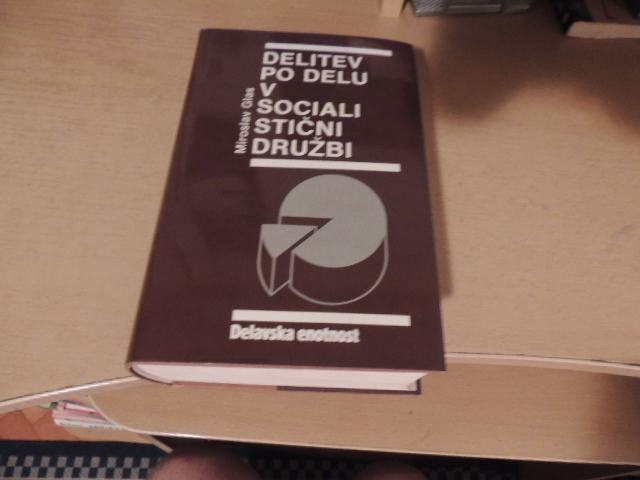 DELITEV
PO DELU
V
SOCIALI
STIČNI
DRUŽBI
Miroslav Glas
Delavska enotnost